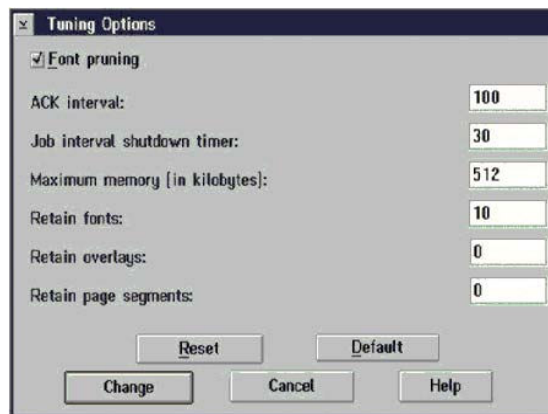 Tuning Options
Font pruning
ACK interval: 100
Job interval shutdown timer: 30
Maximum memory (in kilobytes): 512
Retain fonts: 10
Retain overlays: 0
Retain page segments: 0
Reset Default
Change Cancel Help